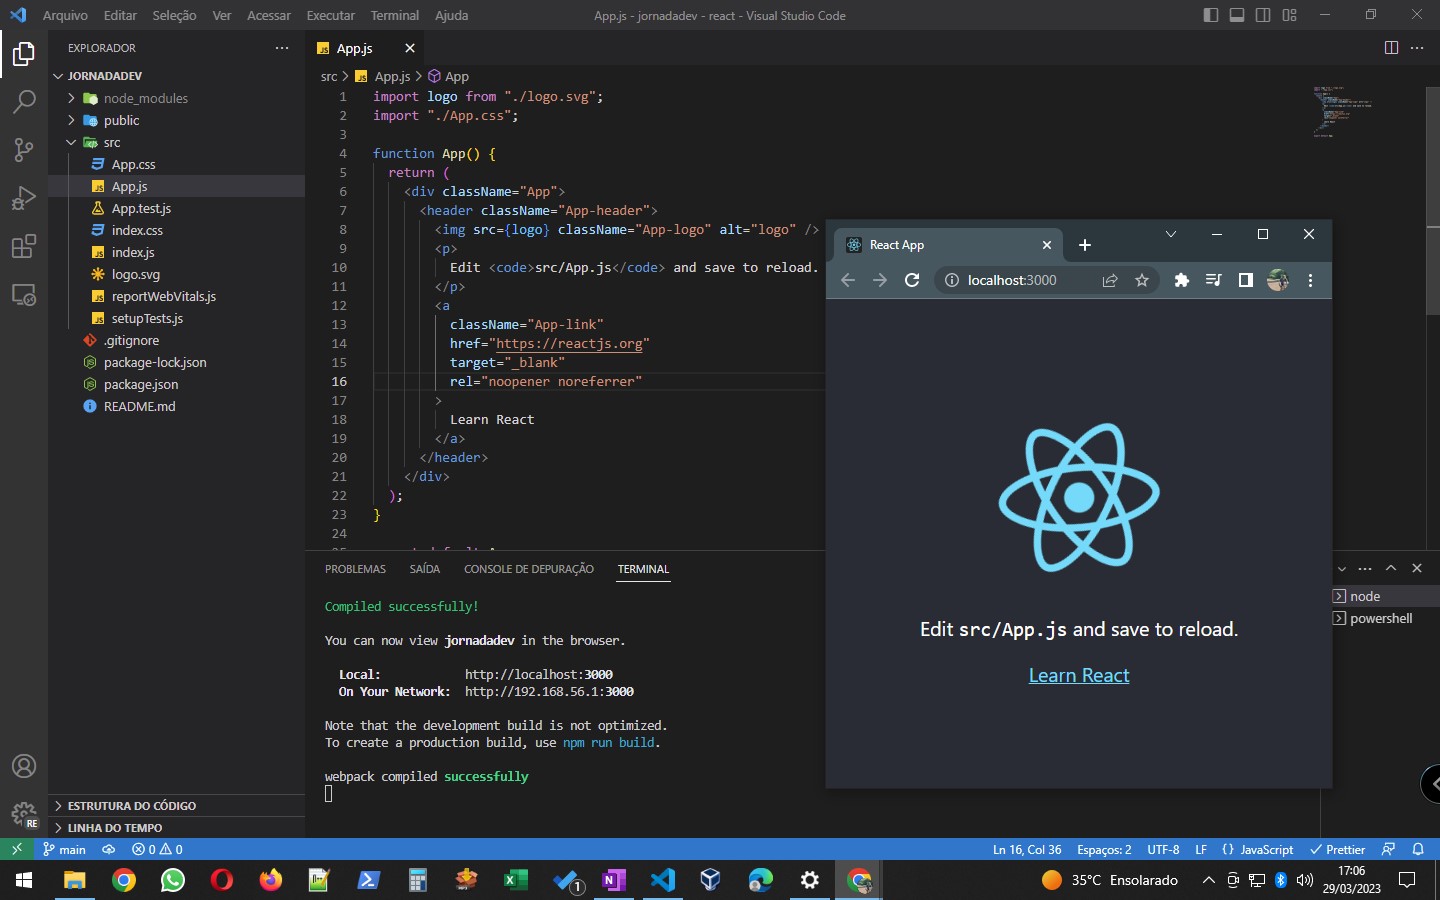 Arquivo Editar Seleção Ver Acessar Executar Terminal Ajuda
App.js - jornadadev - react - Visual Studio Code
EXPLORADOR
JORNADADEV
node_modules
public
src
App.css
App.js
App.test.js
index.css
index.js
logo.svg
reportWebVitals.js
setupTests.js
.gitignore
package-lock.json
package.json
README.md
ESTRUTURA DO CÓDIGO
LINHA DO TEMPO
RE
JS App.js
src > JS App.js > App
1 import logo from "./logo.svg";
2 import "./App.css";
3
4 function App() {
5 return (
6 <div className="App">
7 <header className="App-header">
8 <img src={logo} className="App-logo" alt="logo" />
9 <p>
10 Edit <code>src/App.js</code> and save to reload.
11 </p>
12 <a
13 className="App-link"
14 href="https://reactjs.org"
15 target="_blank"
16 rel="noopener noreferrer"
17 >
18 Learn React
19 </a>
20 </header>
21 </div>
22 );
23 }
24
React App
localhost:3000
Edit src/App.js and save to reload.
Learn React
PROBLEMAS SAÍDA CONSOLE DE DEPURAÇÃO TERMINAL
Compiled successfully!
You can now view jornadadev in the browser.
Local: http://localhost:3000
On Your Network: http://192.168.56.1:3000
Note that the development build is not optimized.
To create a production build, use npm run build.
webpack compiled successfully
node
powershell
main 0 0
Ln 16, Col 36 Espaços: 2 UTF-8 LF {} JavaScript Prettier
1
35°C Ensolarado
17:06
29/03/2023